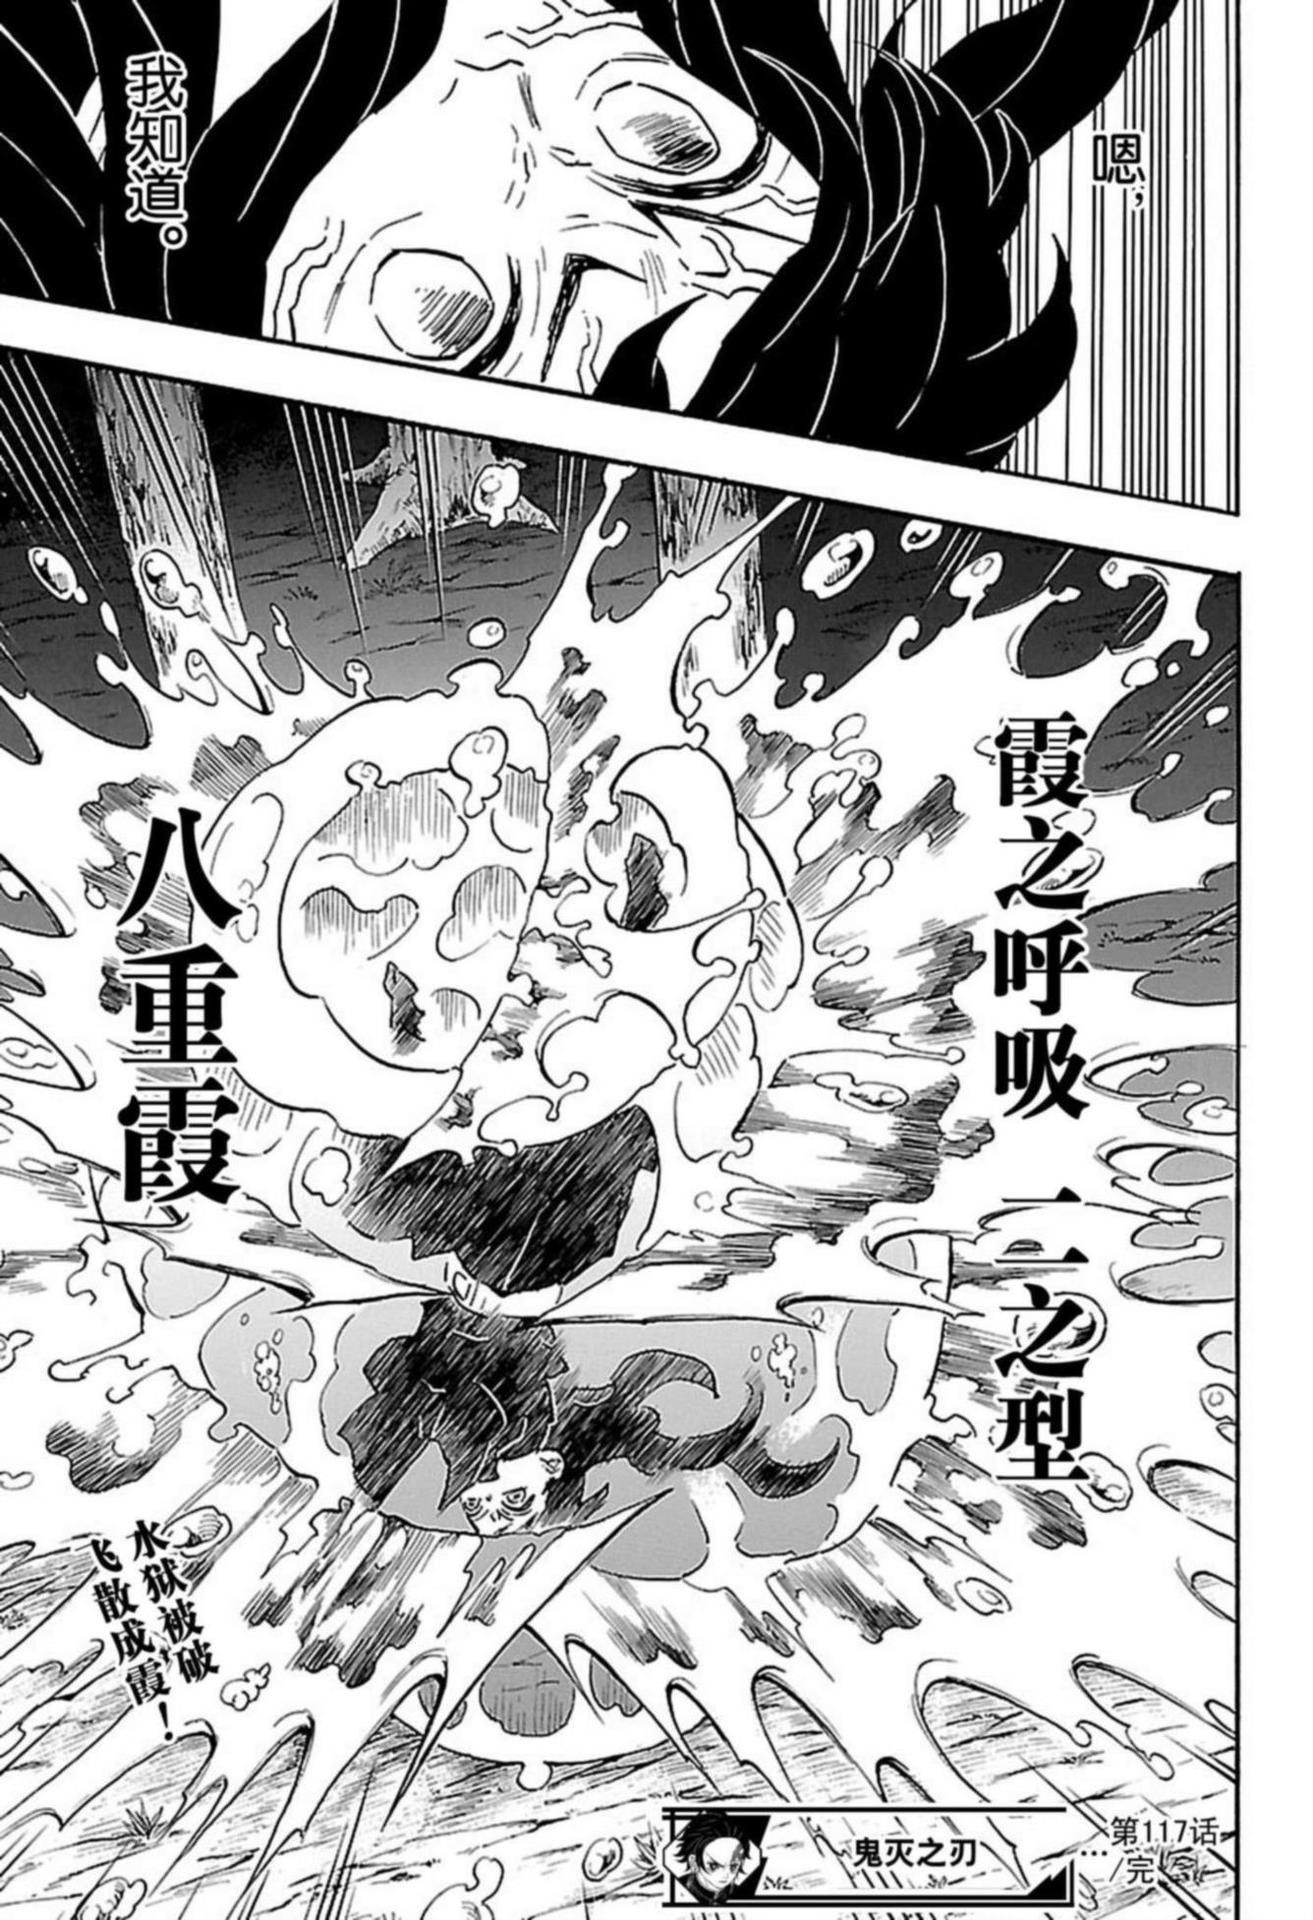 嗯，
我知道。
霞之呼吸 二之型
八重霞
水狱被破
飞散成霞！
鬼灭之刃
第117话
/完